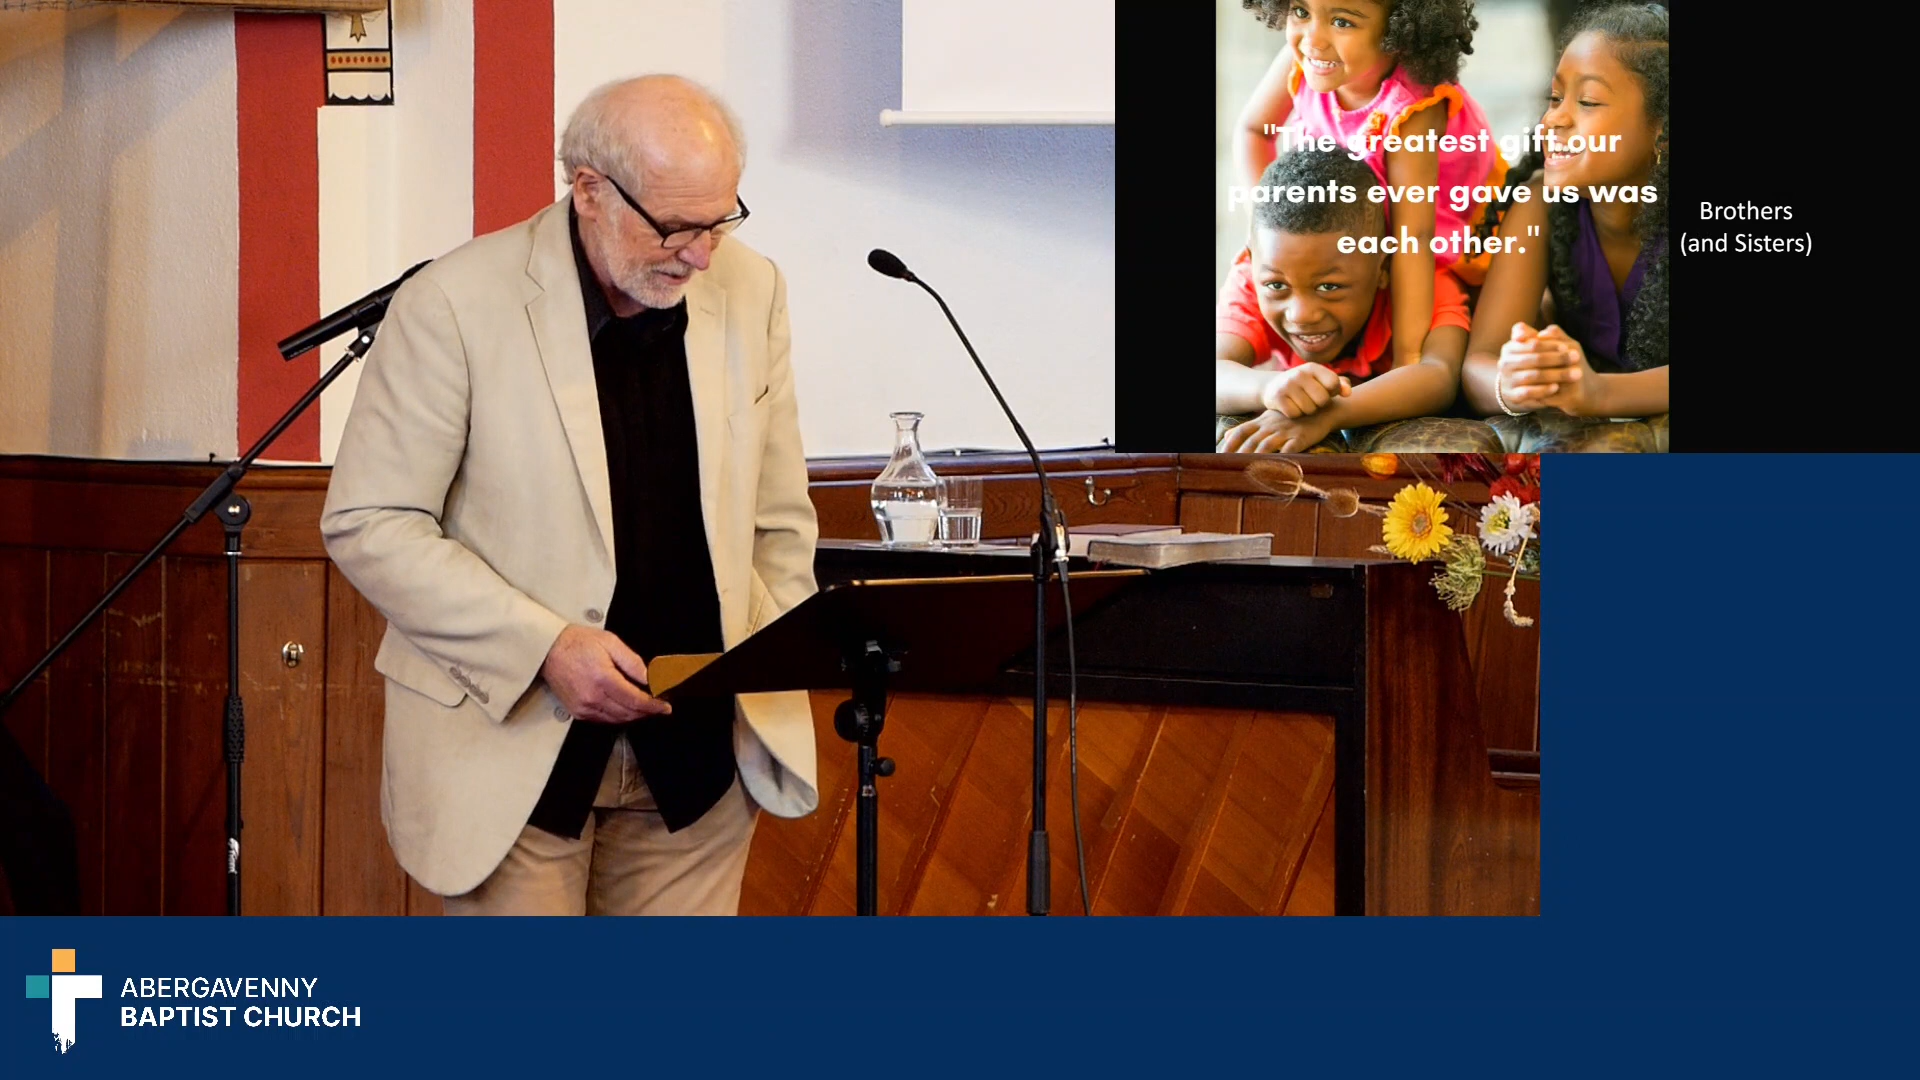 "The greatest gift our
parents ever gave us was
each other."
Brothers
(and Sisters)
ABERGAVENNY
BAPTIST CHURCH